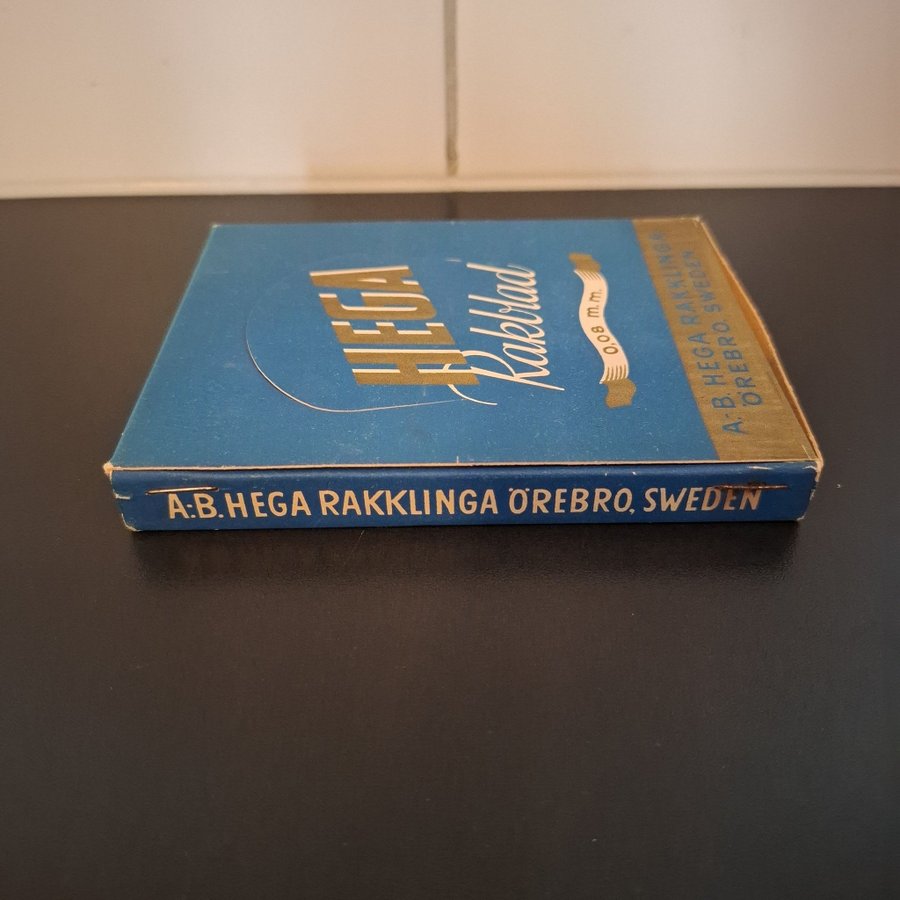 HEGA
Rakblad
0.08 m.m.
A.-B. HEGA RAKKLINGA
ÖREBRO, SWEDEN
A.-B. HEGA RAKKLINGA ÖREBRO, SWEDEN